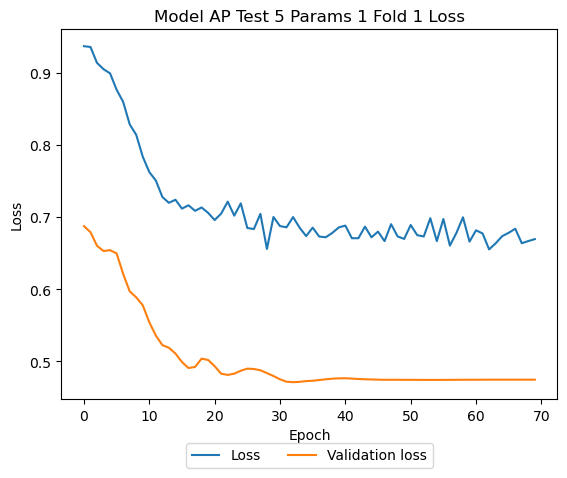 Model AP Test 5 Params 1 Fold 1 Loss
Loss
0.9
0.8
0.7
0.6
0.5
0 10 20 30 40 50 60 70
Epoch
Loss Validation loss